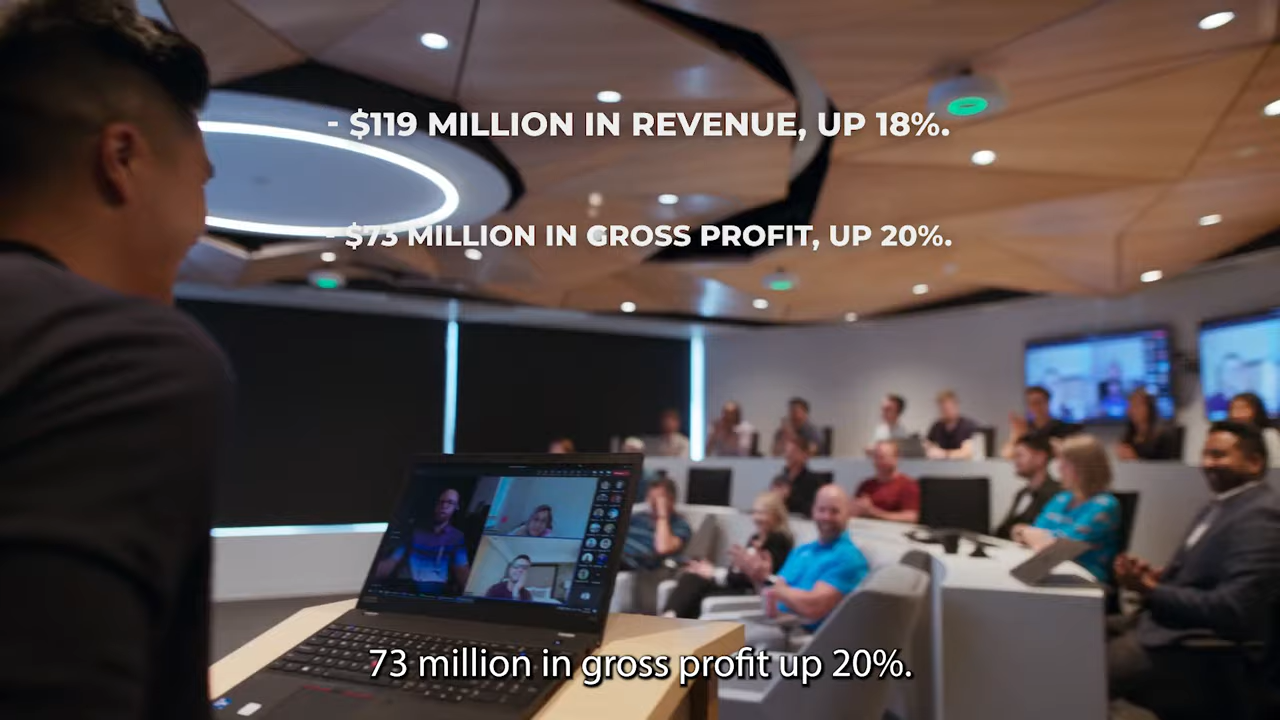 - $119 MILLION IN REVENUE, UP 18%.
- $73 MILLION IN GROSS PROFIT, UP 20%.
73 million in gross profit up 20%.